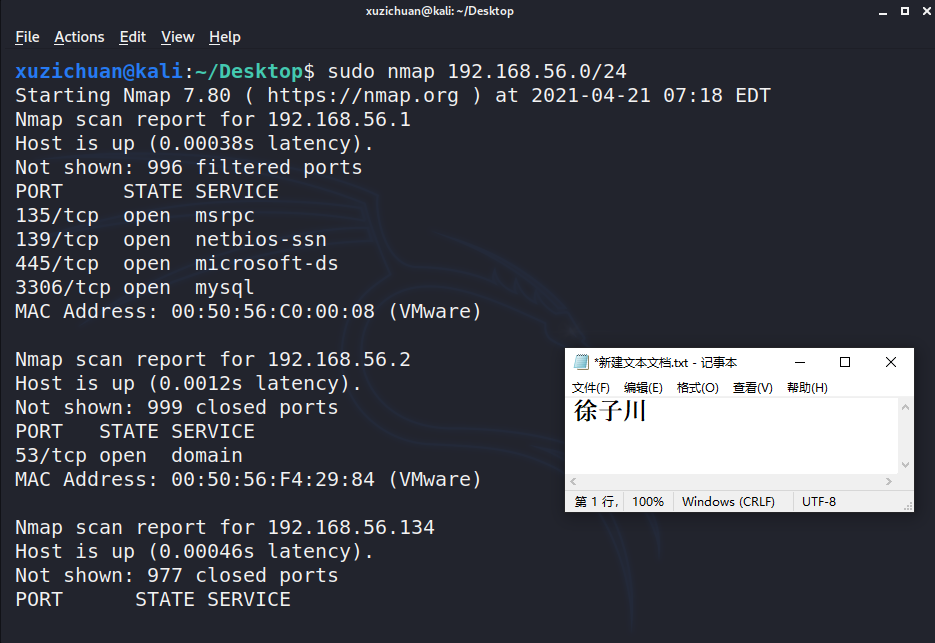 xuzichuan@kali: ~/Desktop
File Actions Edit View Help
xuzichuan@kali:~/Desktop$ sudo nmap 192.168.56.0/24
Starting Nmap 7.80 ( https://nmap.org ) at 2021-04-21 07:18 EDT
Nmap scan report for 192.168.56.1
Host is up (0.00038s latency).
Not shown: 996 filtered ports
PORT     STATE SERVICE
135/tcp  open  msrpc
139/tcp  open  netbios-ssn
445/tcp  open  microsoft-ds
3306/tcp open  mysql
MAC Address: 00:50:56:C0:00:08 (VMware)
Nmap scan report for 192.168.56.2
Host is up (0.0012s latency).
Not shown: 999 closed ports
PORT   STATE SERVICE
53/tcp open  domain
MAC Address: 00:50:56:F4:29:84 (VMware)
Nmap scan report for 192.168.56.134
Host is up (0.00046s latency).
Not shown: 977 closed ports
PORT      STATE SERVICE
*新建文本文档.txt - 记事本
文件(F) 编辑(E) 格式(O) 查看(V) 帮助(H)
徐子川
第 1 行, 100% Windows (CRLF) UTF-8